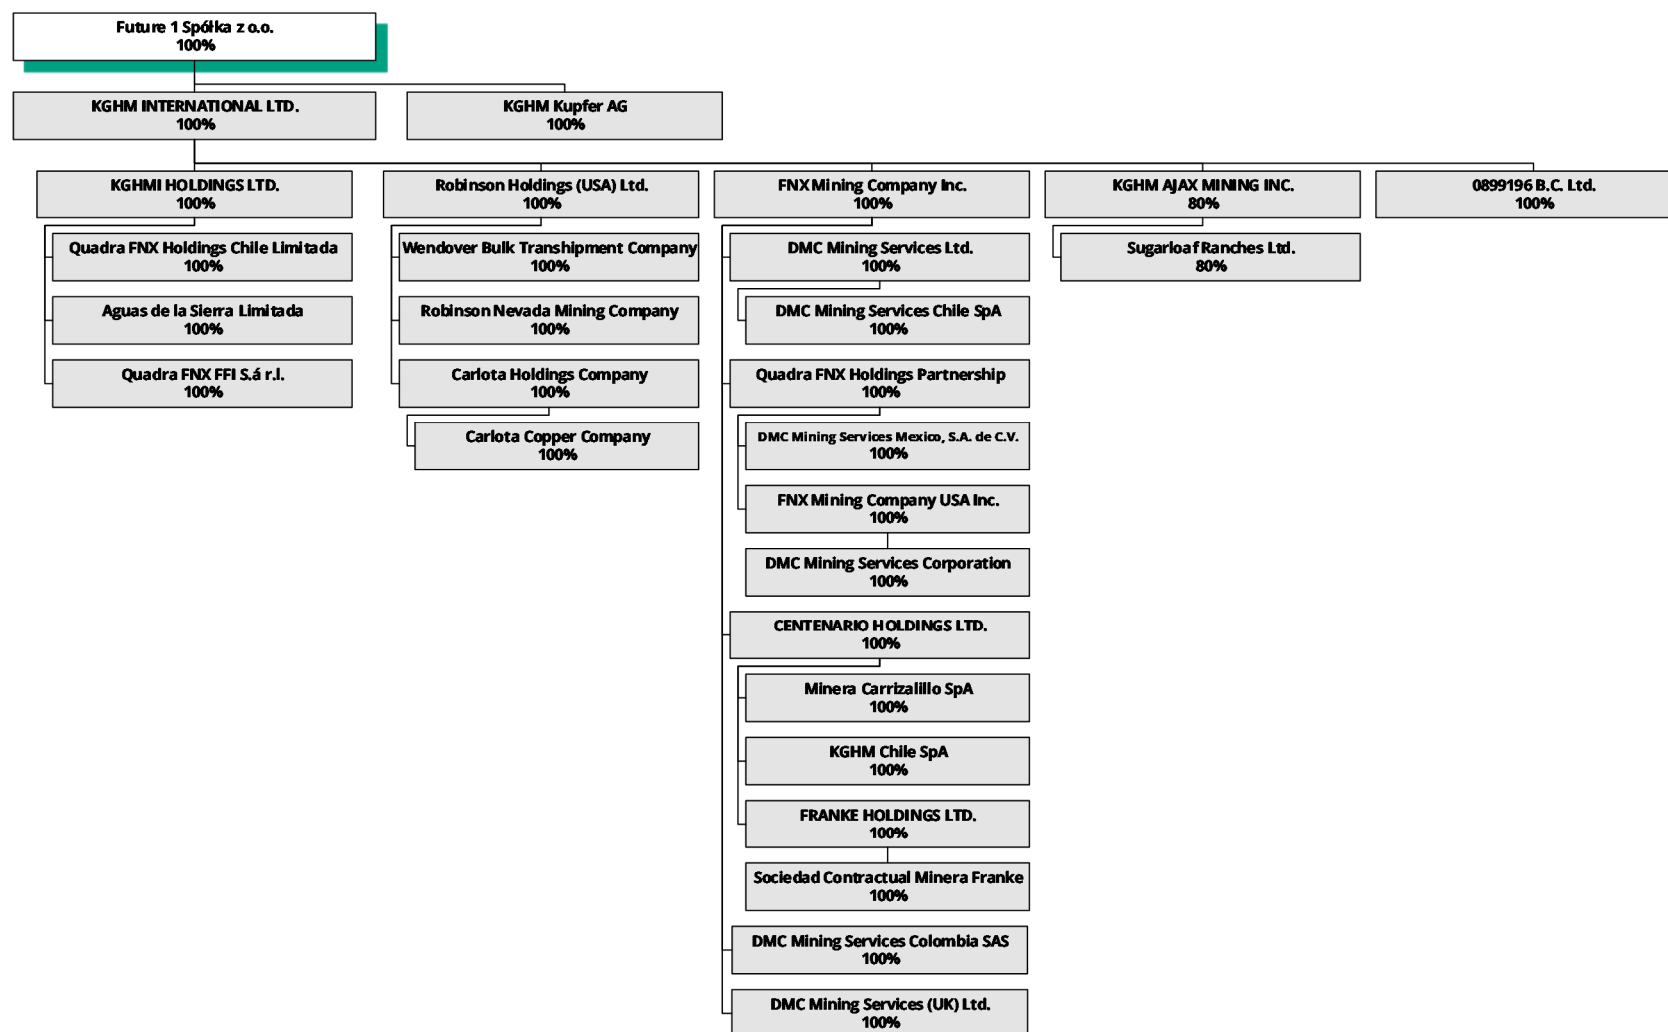 Future 1 Spółka z o.o.
100%
KGHM INTERNATIONAL LTD.
100%
KGHM Kupfer AG
100%
KGHMI HOLDINGS LTD.
100%
Quadra FNX Holdings Chile Limitada
100%
Aguas de la Sierra Limitada
100%
Quadra FNX FFI S.á r.l.
100%
Robinson Holdings (USA) Ltd.
100%
Wendover Bulk Transhipment Company
100%
Robinson Nevada Mining Company
100%
Carlota Holdings Company
100%
Carlota Copper Company
100%
FNX Mining Company Inc.
100%
DMC Mining Services Ltd.
100%
DMC Mining Services Chile SpA
100%
Quadra FNX Holdings Partnership
100%
DMC Mining Services Mexico, S.A. de C.V.
100%
FNX Mining Company USA Inc.
100%
DMC Mining Services Corporation
100%
CENTENARIO HOLDINGS LTD.
100%
Minera Carrizalillo SpA
100%
KGHM Chile SpA
100%
FRANKE HOLDINGS LTD.
100%
Sociedad Contractual Minera Franke
100%
DMC Mining Services Colombia SAS
100%
DMC Mining Services (UK) Ltd.
100%
KGHM AJAX MINING INC.
80%
Sugarloaf Ranches Ltd.
80%
0899196 B.C. Ltd.
100%